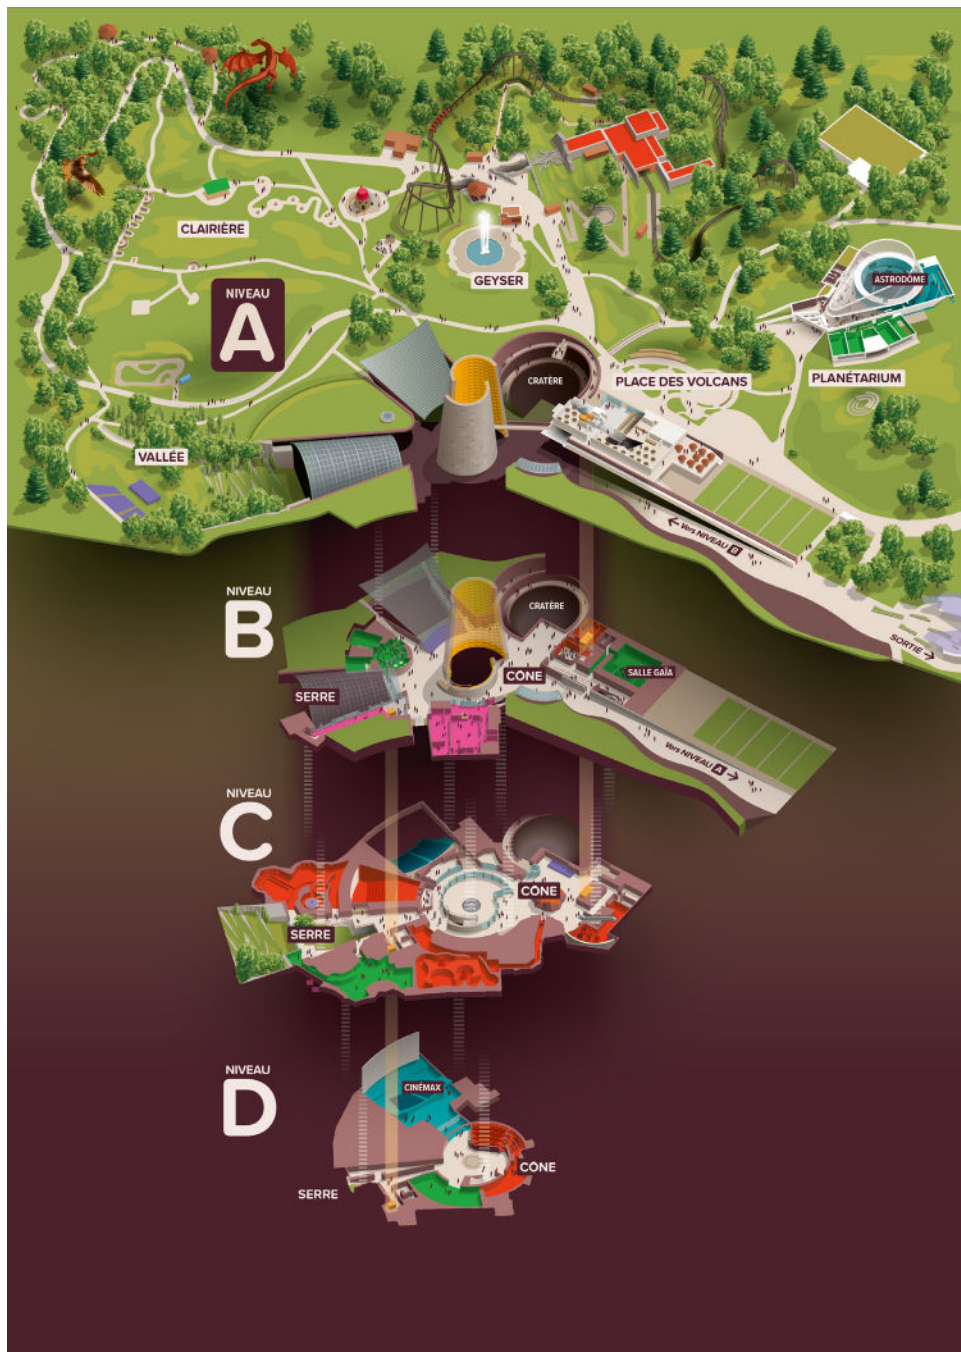 CLAIRIÈRE
GEYSER
ASTRODÔME
NIVEAU
A
CRATÈRE
PLACE DES VOLCANS
PLANÉTARIUM
VALLÉE
Vers NIVEAU B
NIVEAU
B
CRATÈRE
SORTIE
SERRE
CÔNE
SALLE GAÏA
Vers NIVEAU A
NIVEAU
C
CÔNE
SERRE
NIVEAU
D
CINÉMAX
CÔNE
SERRE